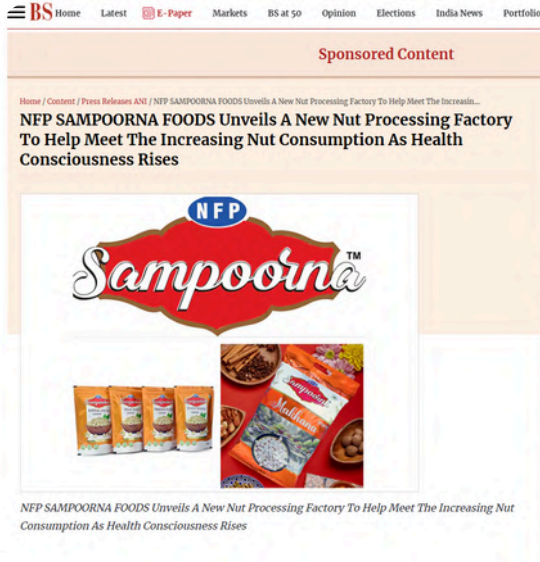 BS Home Latest E-Paper Markets BS at 50 Opinion Elections India News Portfolio
Sponsored Content
Home / Content / Press Releases ANI / NFP SAMPOORNA FOODS Unveils A New Nut Processing Factory To Help Meet The Increasin...
NFP SAMPOORNA FOODS Unveils A New Nut Processing Factory
To Help Meet The Increasing Nut Consumption As Health
Consciousness Rises
NFP
Sampoorna TM
Sampoorna
Makhana
NFP SAMPOORNA FOODS Unveils A New Nut Processing Factory To Help Meet The Increasing Nut
Consumption As Health Consciousness Rises